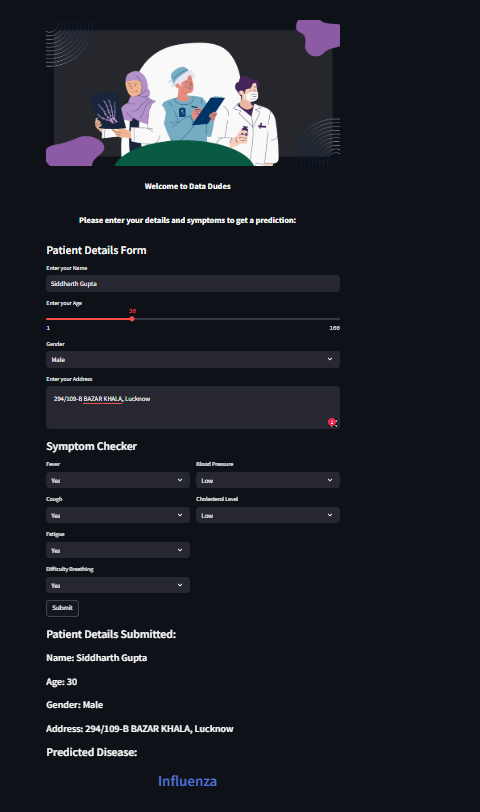 Welcome to Data Dudes
Please enter your details and symptoms to get a prediction:
Patient Details Form
Enter your Name
Siddharth Gupta
Enter your Age
30
1 100
Gender
Male
Enter your Address
294/109-B BAZAR KHALA, Lucknow
Symptom Checker
Fever Blood Pressure
Yes Low
Cough Cholesterol Level
Yes Low
Fatigue
Yes
Difficulty Breathing
Yes
Submit
Patient Details Submitted:
Name: Siddharth Gupta
Age: 30
Gender: Male
Address: 294/109-B BAZAR KHALA, Lucknow
Predicted Disease:
Influenza